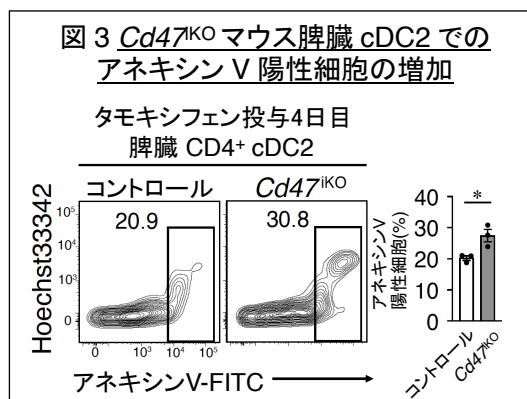 図 3 Cd47iKO マウス脾臓 cDC2 での
アネキシン V 陽性細胞の増加
タモキシフェン投与4日目
脾臓 CD4+ cDC2
コントロール Cd47iKO
20.9 30.8
Hoechst33342
10⁵
10⁴
10³
0
0 10³ 10⁴ 10⁵
アネキシンV-FITC
アネキシンV
陽性細胞(%)
*
40
30
20
10
0
コントロール
Cd47iKO